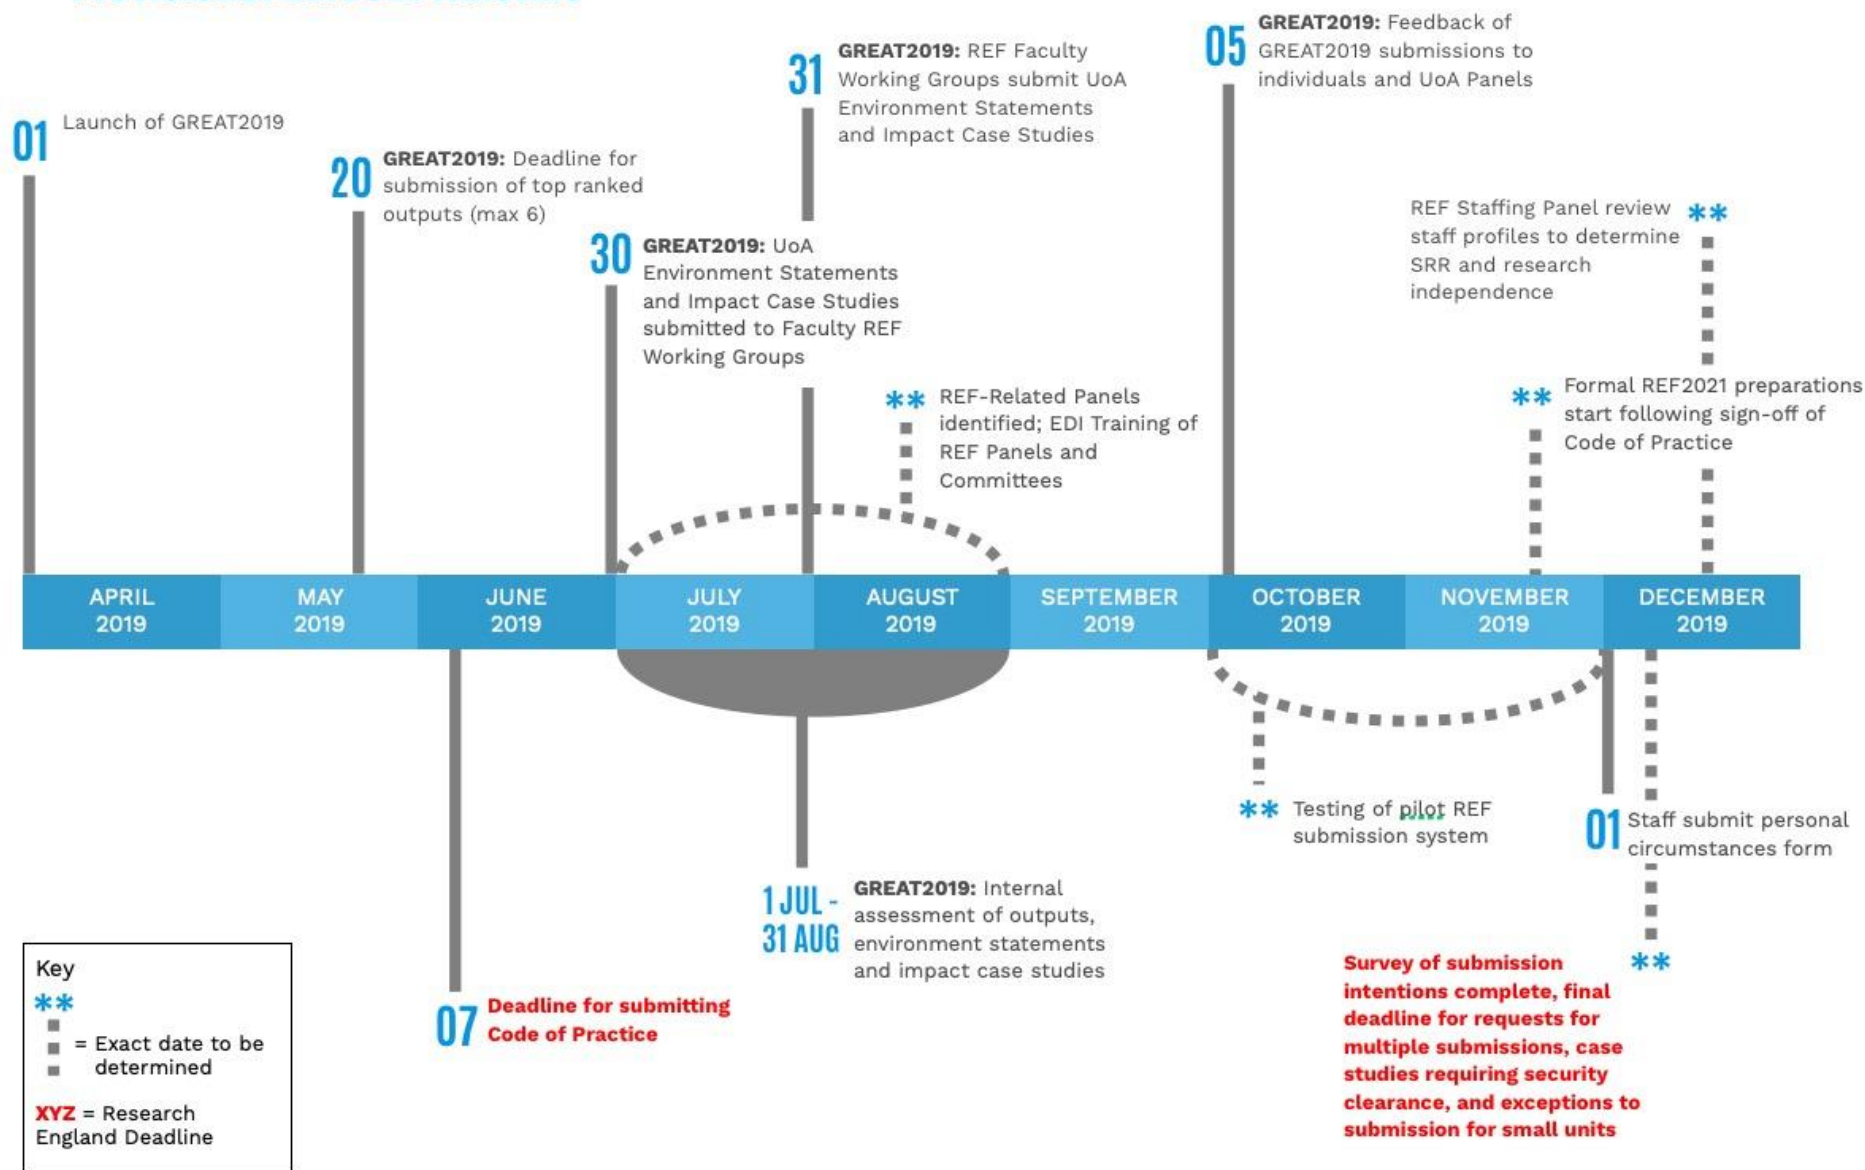 01
Launch of GREAT2019
20
GREAT2019: Deadline for
submission of top ranked
outputs (max 6)
30
GREAT2019: UoA
Environment Statements
and Impact Case Studies
submitted to Faculty REF
Working Groups
31
GREAT2019: REF Faculty
Working Groups submit UoA
Environment Statements
and Impact Case Studies
**
REF-Related Panels
identified; EDI Training of
REF Panels and
Committees
05
GREAT2019: Feedback of
GREAT2019 submissions to
individuals and UoA Panels
REF Staffing Panel review
staff profiles to determine
SRR and research
independence
**
**
Formal REF2021 preparations
start following sign-off of
Code of Practice
APRIL
2019
MAY
2019
JUNE
2019
JULY
2019
AUGUST
2019
SEPTEMBER
2019
OCTOBER
2019
NOVEMBER
2019
DECEMBER
2019
07
Deadline for submitting
Code of Practice
1 JUL -
31 AUG
GREAT2019: Internal
assessment of outputs,
environment statements
and impact case studies
**
Testing of pilot REF
submission system
01
Staff submit personal
circumstances form
**
Survey of submission
intentions complete, final
deadline for requests for
multiple submissions, case
studies requiring security
clearance, and exceptions to
submission for small units
Key
**
= Exact date to be
determined
XYZ = Research
England Deadline